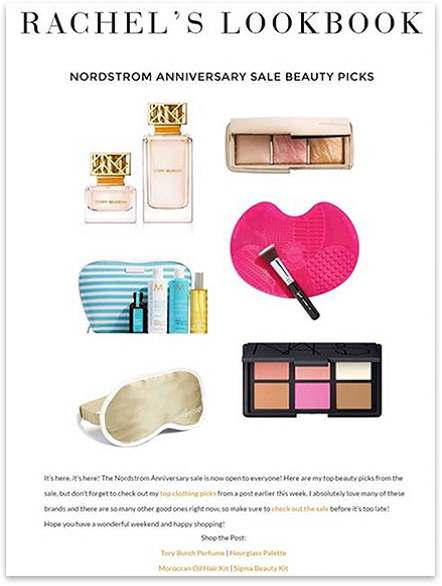 RACHEL'S LOOKBOOK
NORDSTROM ANNIVERSARY SALE BEAUTY PICKS
TORY BURCH
TORY BURCH
M
NARS
It's here, it's here! The Nordstrom Anniversary sale is now open to everyone! Here are my top beauty picks from the
sale, but don't forget to check out my top clothing picks from a post earlier this week. I absolutely love many of these
brands and there are so many other good ones right now, so make sure to check out the sale before it's too late!
Hope you have a wonderful weekend and happy shopping!
Shop the Post:
Tory Burch Perfume | Hourglass Palette
Moroccan Oil Hair Kit | Sigma Beauty Kit